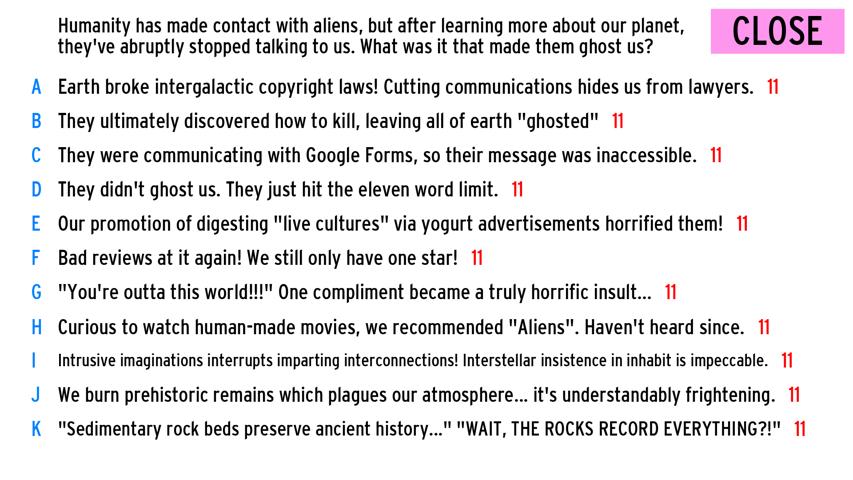 Humanity has made contact with aliens, but after learning more about our planet,
they've abruptly stopped talking to us. What was it that made them ghost us?
CLOSE
A Earth broke intergalactic copyright laws! Cutting communications hides us from lawyers. 11
B They ultimately discovered how to kill, leaving all of earth "ghosted" 11
C They were communicating with Google Forms, so their message was inaccessible. 11
D They didn't ghost us. They just hit the eleven word limit. 11
E Our promotion of digesting "live cultures" via yogurt advertisements horrified them! 11
F Bad reviews at it again! We still only have one star! 11
G "You're outta this world!!!" One compliment became a truly horrific insult... 11
H Curious to watch human-made movies, we recommended "Aliens". Haven't heard since. 11
I Intrusive imaginations interrupts imparting interconnections! Interstellar insistence in inhabit is impeccable. 11
J We burn prehistoric remains which plagues our atmosphere... it's understandably frightening. 11
K "Sedimentary rock beds preserve ancient history..." "WAIT, THE ROCKS RECORD EVERYTHING?!" 11